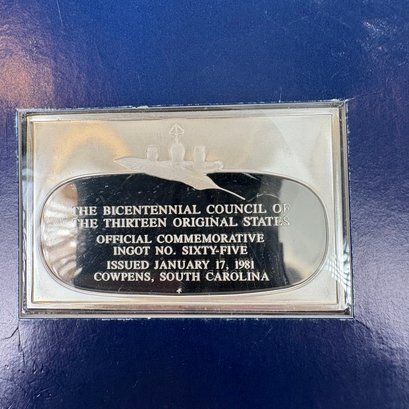 THE BICENTENNIAL COUNCIL OF
THE THIRTEEN ORIGINAL STATES
OFFICIAL COMMEMORATIVE
INGOT NO. SIXTY-FIVE
ISSUED JANUARY 17, 1981
COWPENS, SOUTH CAROLINA